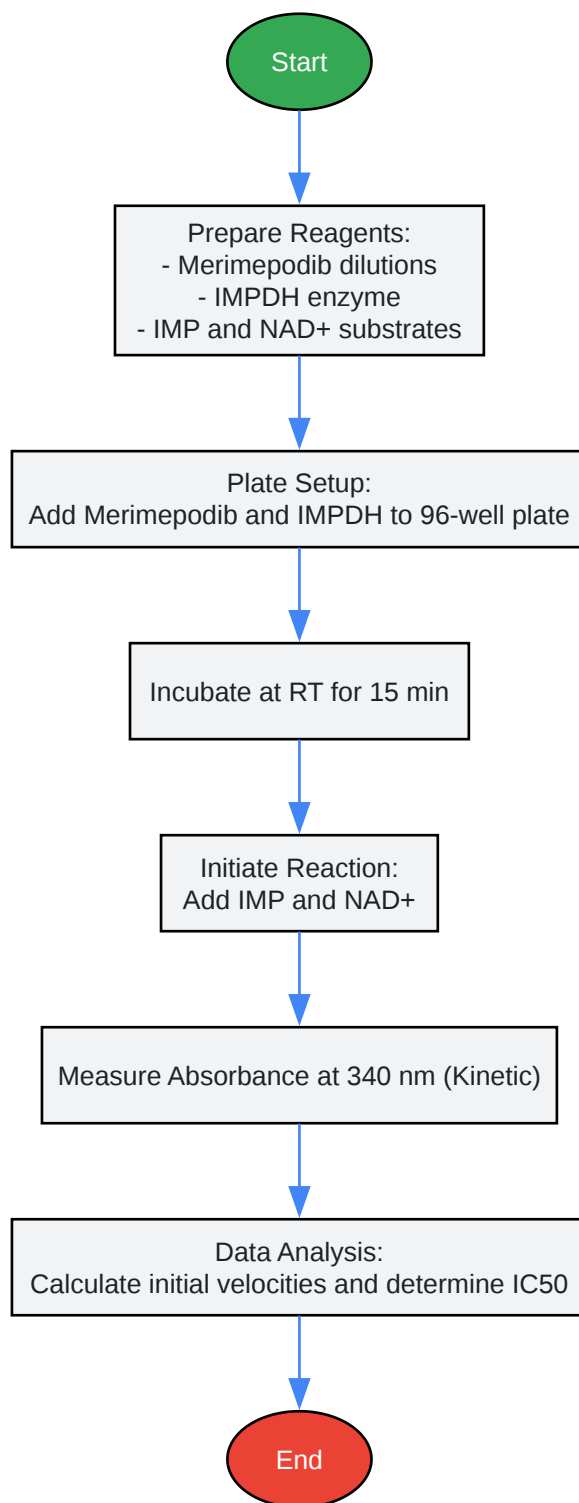 Start
Prepare Reagents:
- Merimepodib dilutions
- IMPDH enzyme
- IMP and NAD+ substrates
Plate Setup:
Add Merimepodib and IMPDH to 96-well plate
Incubate at RT for 15 min
Initiate Reaction:
Add IMP and NAD+
Measure Absorbance at 340 nm (Kinetic)
Data Analysis:
Calculate initial velocities and determine IC50
End